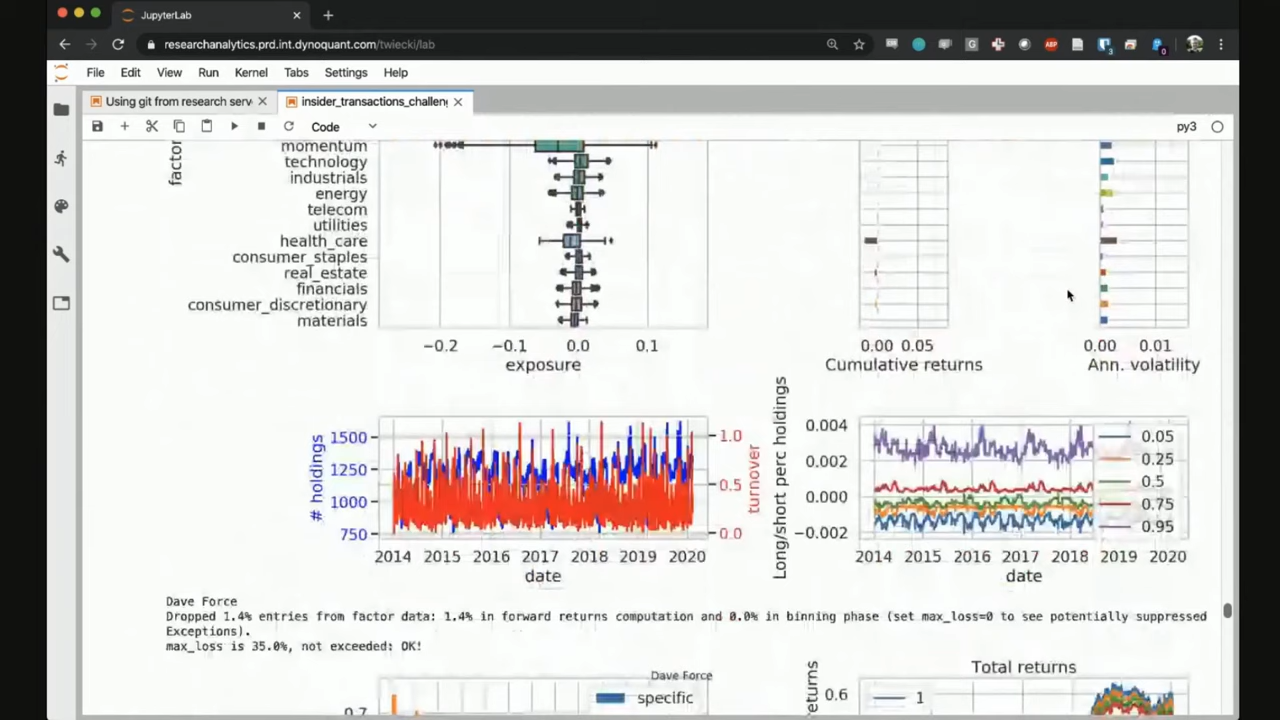 JupyterLab
researchanalytics.prd.int.dynoquant.com/twiecki/lab
File Edit View Run Kernel Tabs Settings Help
Using git from research serv
insider_transactions_challen
Code
py3
factor
momentum
technology
industrials
energy
telecom
utilities
health_care
consumer_staples
real_estate
financials
consumer_discretionary
materials
−0.2 −0.1 0.0 0.1
exposure
0.00 0.05
Cumulative returns
0.00 0.01
Ann. volatility
# holdings
1500
1250
1000
750
1.0
0.5
0.0
turnover
2014 2015 2016 2017 2018 2019 2020
date
Long/short perc holdings
0.004
0.002
0.000
−0.002
0.05
0.25
0.5
0.75
0.95
2014 2015 2016 2017 2018 2019 2020
date
Dave Force
Dropped 1.4% entries from factor data: 1.4% in forward returns computation and 0.0% in binning phase (set max_loss=0 to see potentially suppressed
Exceptions).
max_loss is 35.0%, not exceeded: OK!
Dave Force
0.7
specific
Total returns
0.6
1